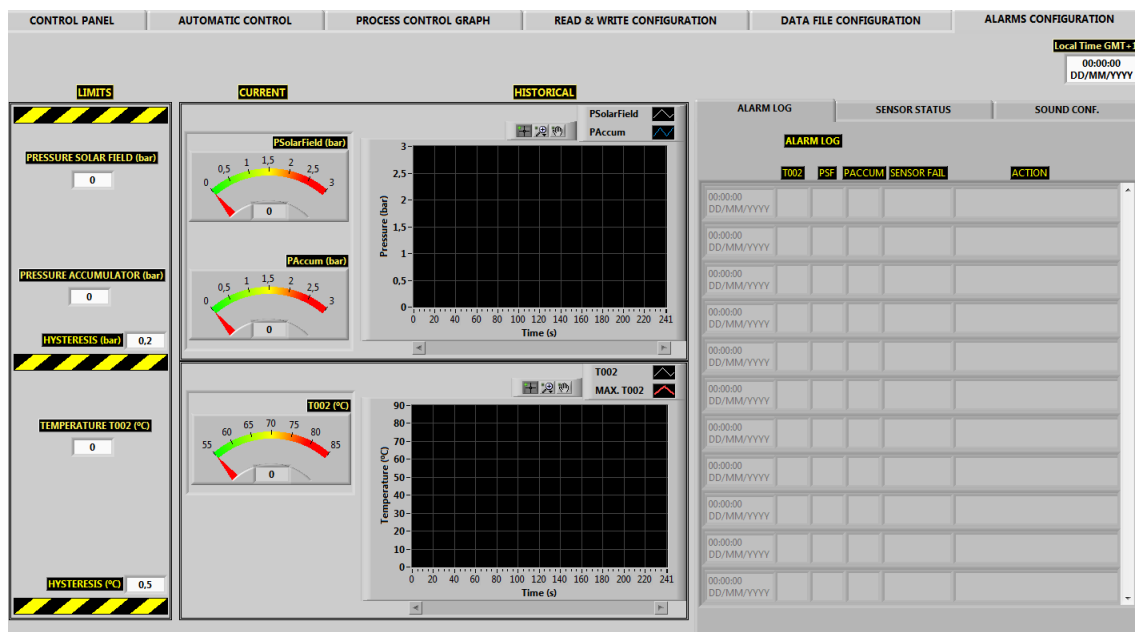 CONTROL PANEL AUTOMATIC CONTROL PROCESS CONTROL GRAPH READ & WRITE CONFIGURATION DATA FILE CONFIGURATION ALARMS CONFIGURATION
Local Time GMT+1
00:00:00
DD/MM/YYYY
LIMITS
PRESSURE SOLAR FIELD (bar)
0
PRESSURE ACCUMULATOR (bar)
0
HYSTERESIS (bar) 0,2
TEMPERATURE T002 (ºC)
0
HYSTERESIS (ºC) 0,5
CURRENT
PSolarField (bar)
0 0,5 1 1,5 2 2,5 3
0
PAccum (bar)
0 0,5 1 1,5 2 2,5 3
0
T002 (ºC)
55 60 65 70 75 80 85
0
HISTORICAL
PSolarField
PAccum
Pressure (bar)
3
2,5
2
1,5
1
0,5
0
0 20 40 60 80 100 120 140 160 180 200 220 241
Time (s)
T002
MAX. T002
Temperature (ºC)
90
80
70
60
50
40
30
20
10
0
0 20 40 60 80 100 120 140 160 180 200 220 241
Time (s)
ALARM LOG SENSOR STATUS SOUND CONF.
ALARM LOG
T002 PSF PACCUM SENSOR FAIL ACTION
00:00:00
DD/MM/YYYY
00:00:00
DD/MM/YYYY
00:00:00
DD/MM/YYYY
00:00:00
DD/MM/YYYY
00:00:00
DD/MM/YYYY
00:00:00
DD/MM/YYYY
00:00:00
DD/MM/YYYY
00:00:00
DD/MM/YYYY
00:00:00
DD/MM/YYYY
00:00:00
DD/MM/YYYY
00:00:00
DD/MM/YYYY